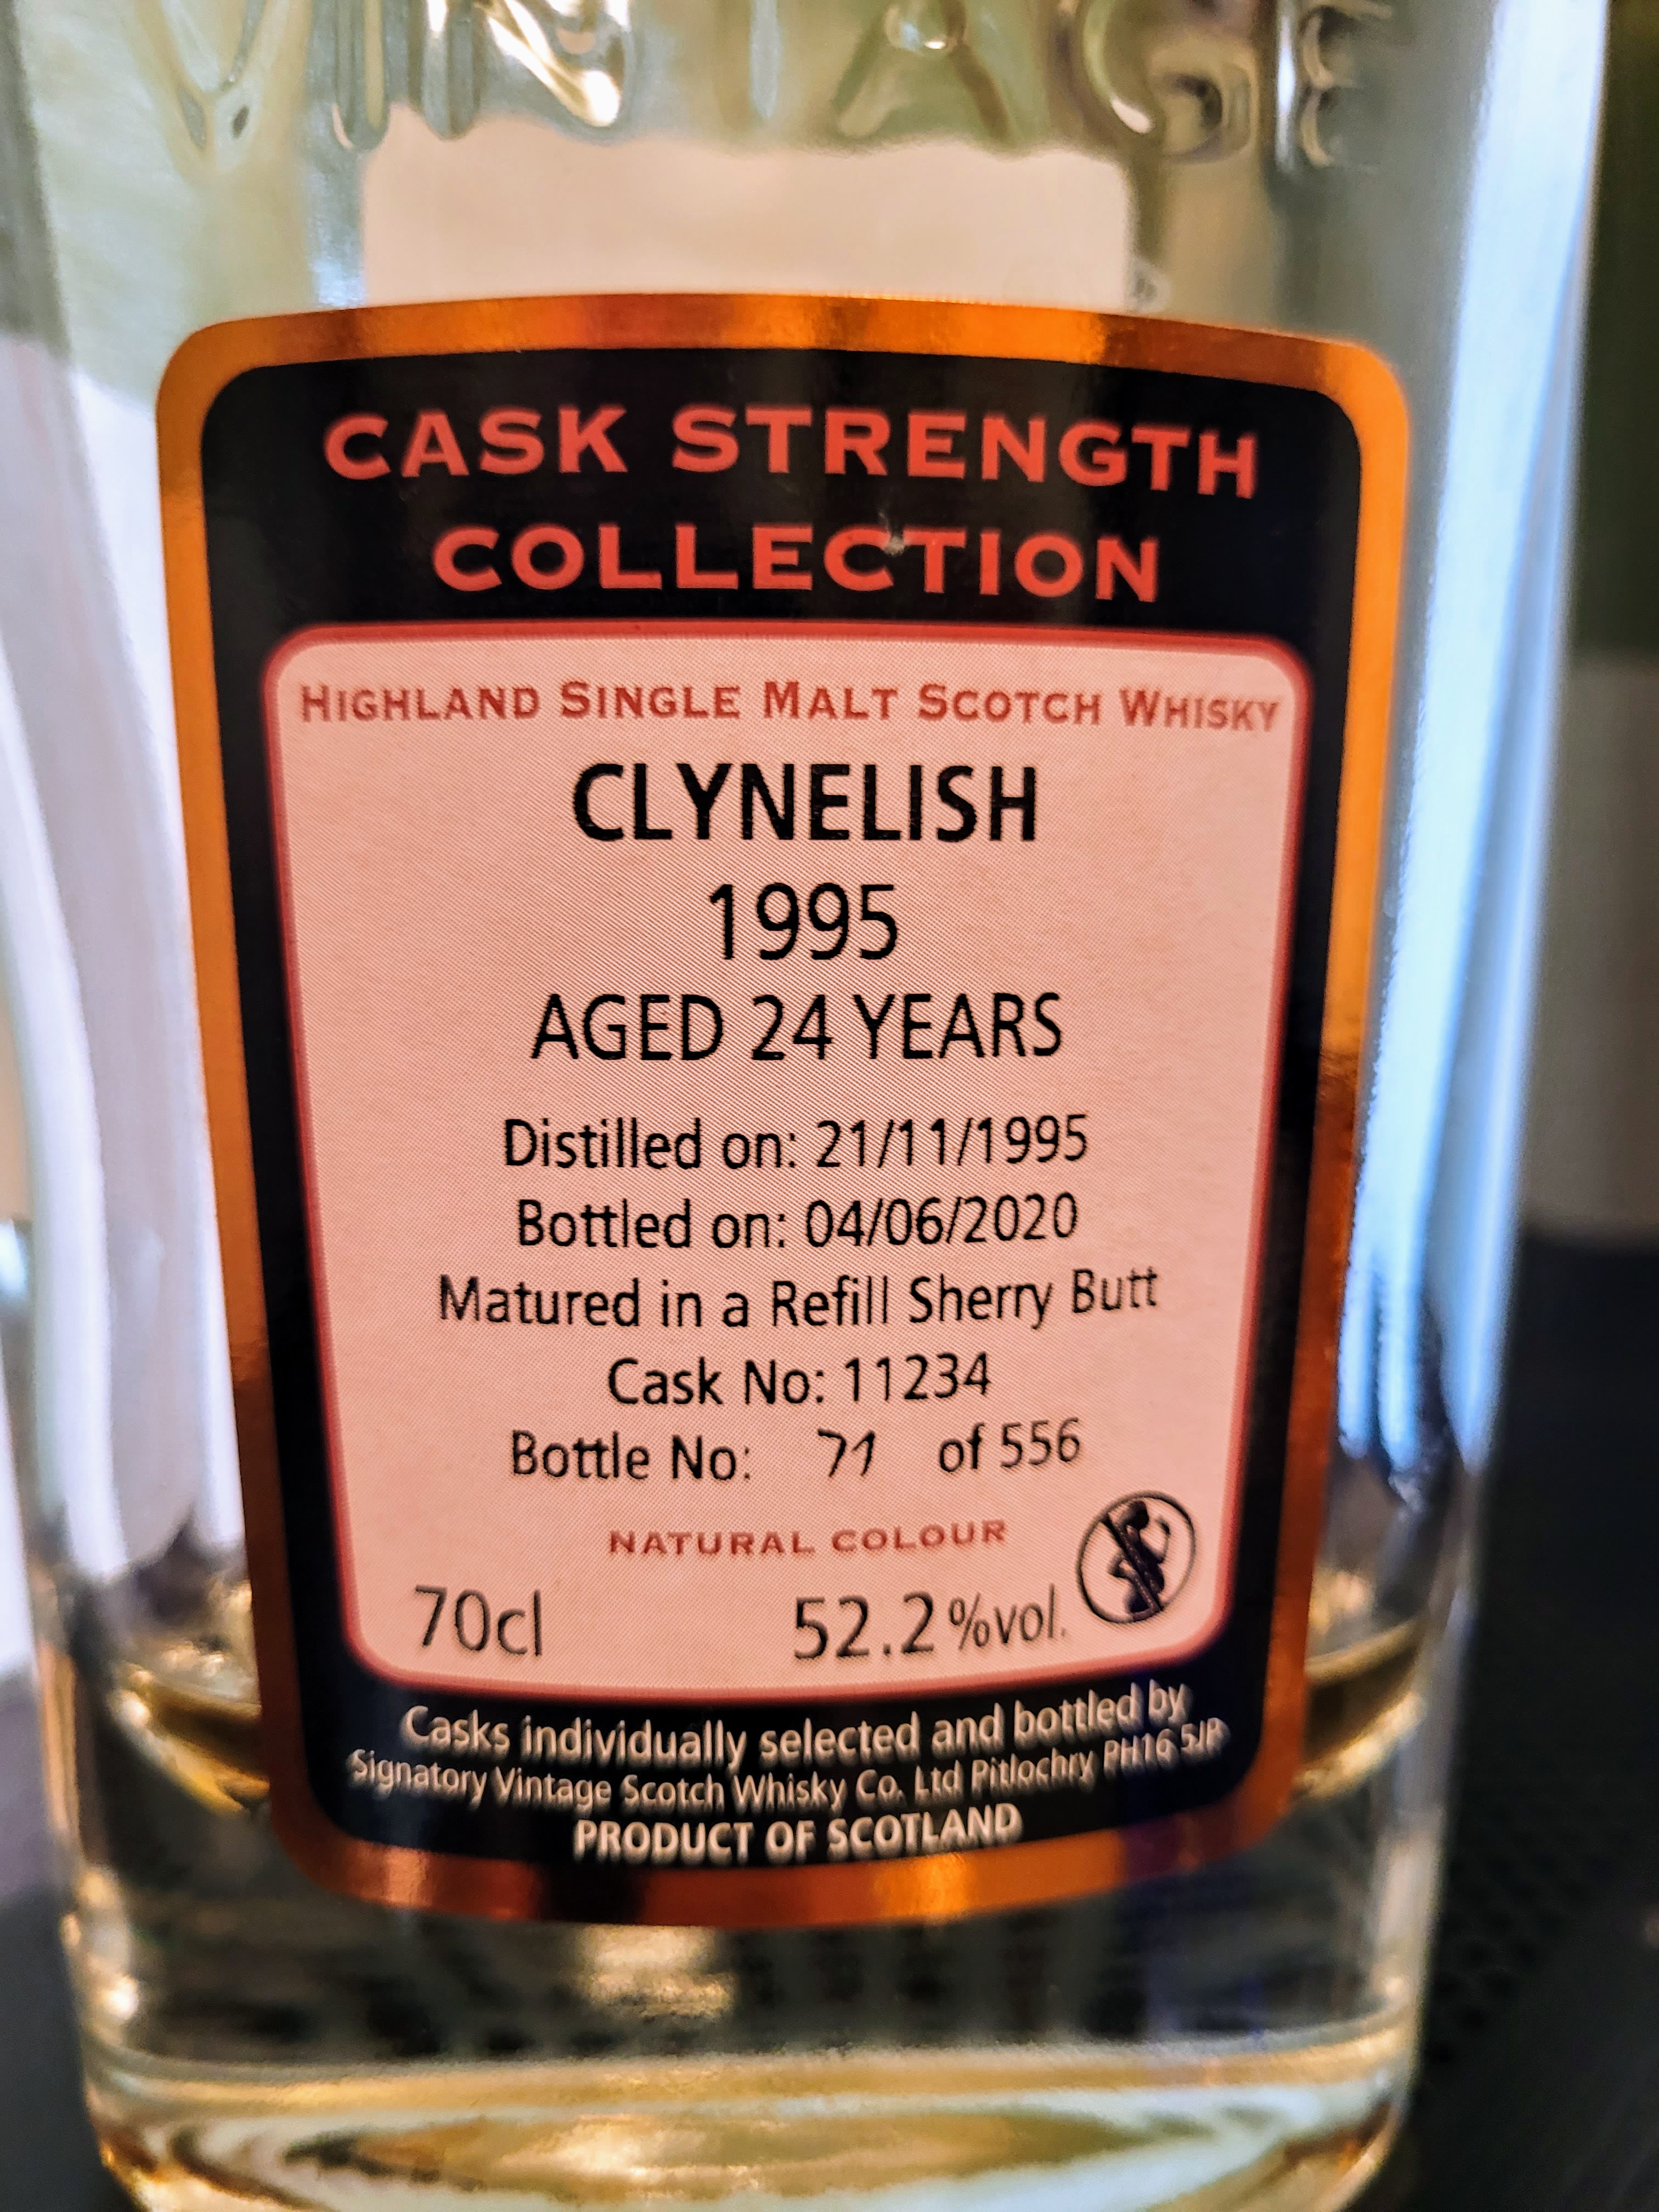 VINTAGE
CASK STRENGTH
COLLECTION
HIGHLAND SINGLE MALT SCOTCH WHISKY
CLYNELISH
1995
AGED 24 YEARS
Distilled on: 21/11/1995
Bottled on: 04/06/2020
Matured in a Refill Sherry Butt
Cask No: 11234
Bottle No: 71 of 556
NATURAL COLOUR
70cl 52.2%vol.
Casks individually selected and bottled by
Signatory Vintage Scotch Whisky Co. Ltd Pitlochry PH16 5JP
PRODUCT OF SCOTLAND